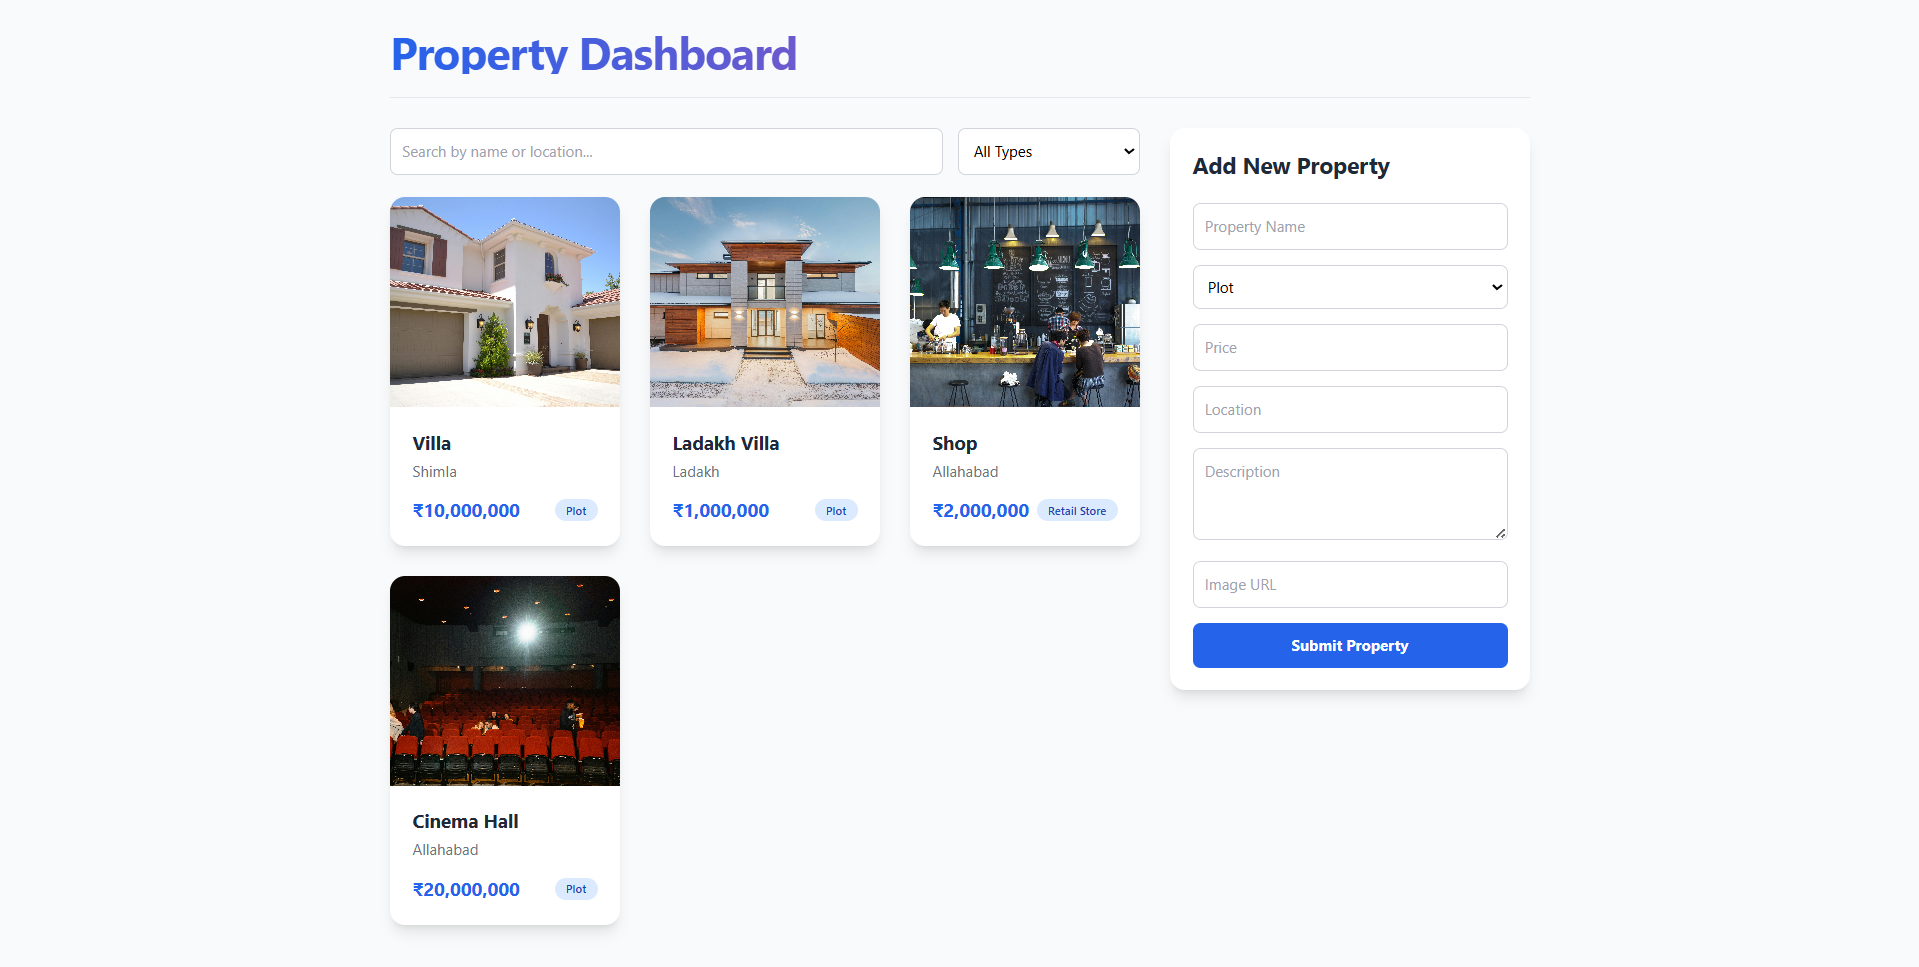 Property Dashboard
Search by name or location...
All Types
Villa
Shimla
₹10,000,000
Plot
Ladakh Villa
Ladakh
₹1,000,000
Plot
Shop
Allahabad
₹2,000,000
Retail Store
Cinema Hall
Allahabad
₹20,000,000
Plot
Add New Property
Property Name
Plot
Price
Location
Description
Image URL
Submit Property